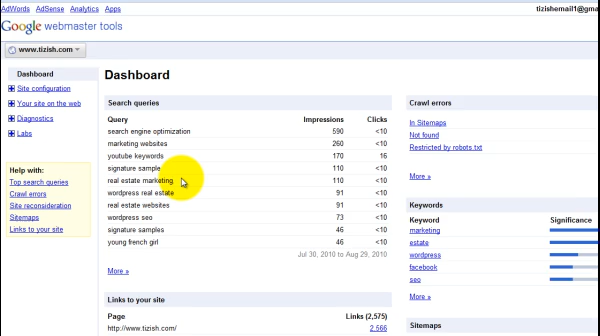 AdWords AdSense Analytics Apps
tizishemail1@gma
Google webmaster tools
www.tizish.com
Dashboard
Site configuration
Your site on the web
Diagnostics
Labs
Help with:
Top search queries
Crawl errors
Site reconsideration
Sitemaps
Links to your site
Dashboard
Search queries
Query Impressions Clicks
search engine optimization 590 <10
marketing websites 260 <10
youtube keywords 170 16
signature sample 110 <10
real estate marketing 110 <10
wordpress real estate 91 <10
real estate websites 91 <10
wordpress seo 73 <10
signature samples 46 <10
young french girl 46 <10
Jul 30, 2010 to Aug 29, 2010
More »
Links to your site
Page Links (2,575)
http://www.tizish.com/ 2,566
Crawl errors
In Sitemaps
Not found
Restricted by robots.txt
More »
Keywords
Keyword Significance
marketing
estate
wordpress
facebook
seo
More »
Sitemaps